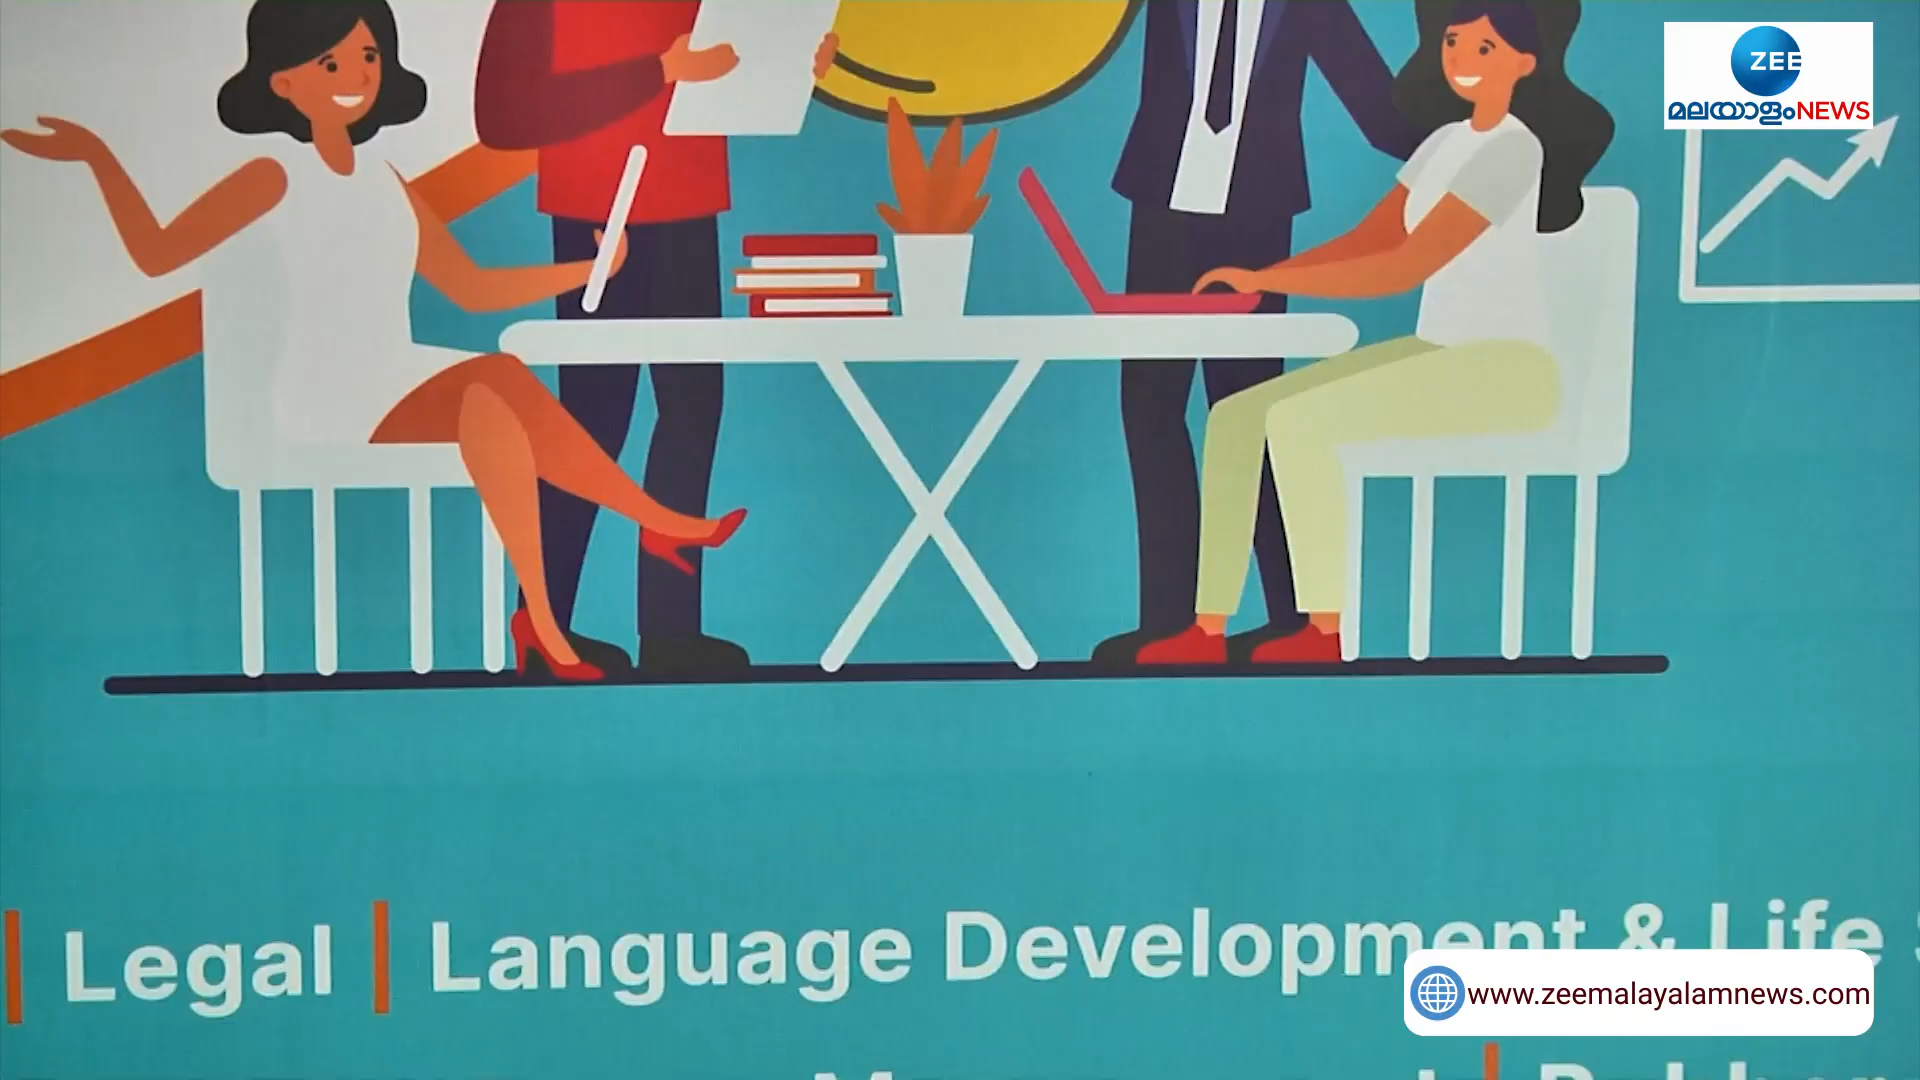 ZEE
മലയാളംNEWS
| Legal | Language Development & Life
www.zeemalayalamnews.com